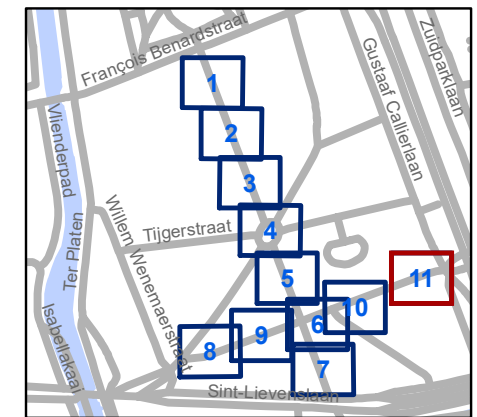 François Benardstraat
Zuidparklaan
Gustaaf Callierlaan
1
2
Vlienderpad
3
Willem Wenemaerstraat
Tijgerstraat
4
Ter Platen
5
11
Isabellakaai
10
6
9
8
7
Sint-Lievenslaan